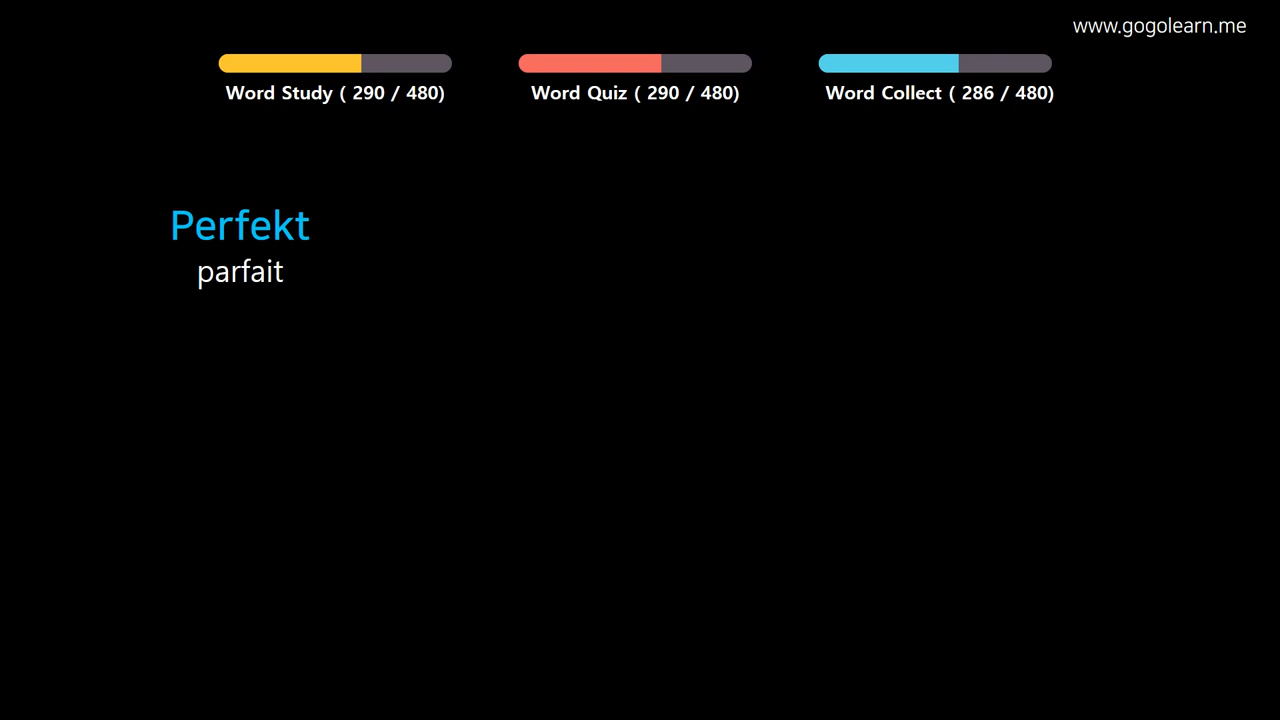 www.gogolearn.me
Word Study ( 290 / 480)
Word Quiz ( 290 / 480)
Word Collect ( 286 / 480)
Perfekt
parfait